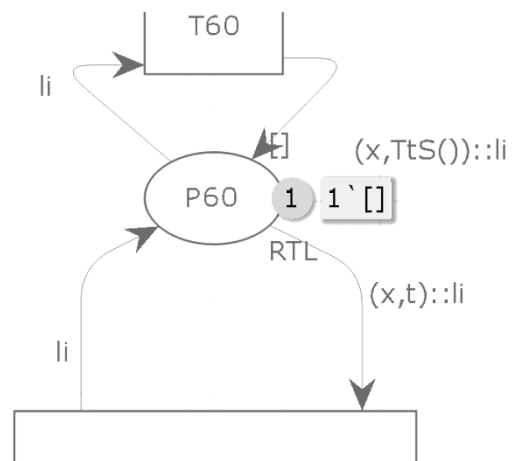 T60
li
[]
(x,TtS())::li
P60
1
1`[]
RTL
(x,t)::li
li